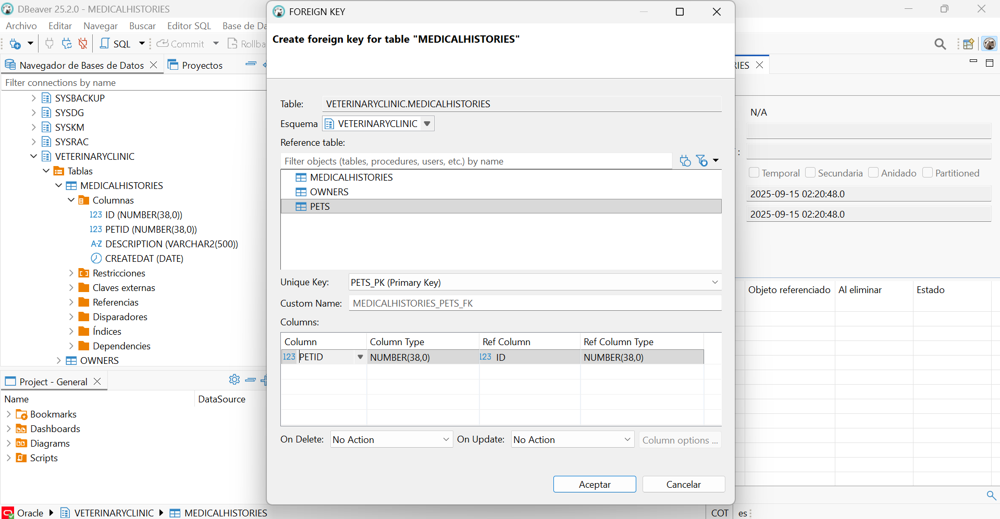 DBeaver 25.2.0 - MEDICALHISTORIES
Archivo Editar Navegar Buscar Editor SQL Base de Da
SQL Commit Rollba
Navegador de Bases de Datos Proyectos
Filter connections by name
SYSBACKUP
SYSDG
SYSKM
SYSRAC
VETERINARYCLINIC
Tablas
MEDICALHISTORIES
Columnas
123 ID (NUMBER(38,0))
123 PETID (NUMBER(38,0))
A-Z DESCRIPTION (VARCHAR2(500))
CREATEDAT (DATE)
Restricciones
Claves externas
Referencias
Disparadores
Índices
Dependencies
OWNERS
Project - General
Name DataSource
Bookmarks
Dashboards
Diagrams
Scripts
Oracle VETERINARYCLINIC MEDICALHISTORIES
FOREIGN KEY
Create foreign key for table "MEDICALHISTORIES"
Table: VETERINARYCLINIC.MEDICALHISTORIES
Esquema VETERINARYCLINIC
Reference table:
Filter objects (tables, procedures, users, etc.) by name
MEDICALHISTORIES
OWNERS
PETS
Unique Key: PETS_PK (Primary Key)
Custom Name: MEDICALHISTORIES_PETS_FK
Columns:
Column Column Type Ref Column Ref Column Type
123 PETID NUMBER(38,0) 123 ID NUMBER(38,0)
On Delete: No Action On Update: No Action Column options ...
Aceptar Cancelar
RIES
N/A
:
Temporal Secundaria Anidado Partitioned
2025-09-15 02:20:48.0
2025-09-15 02:20:48.0
Objeto referenciado Al eliminar Estado
COT es